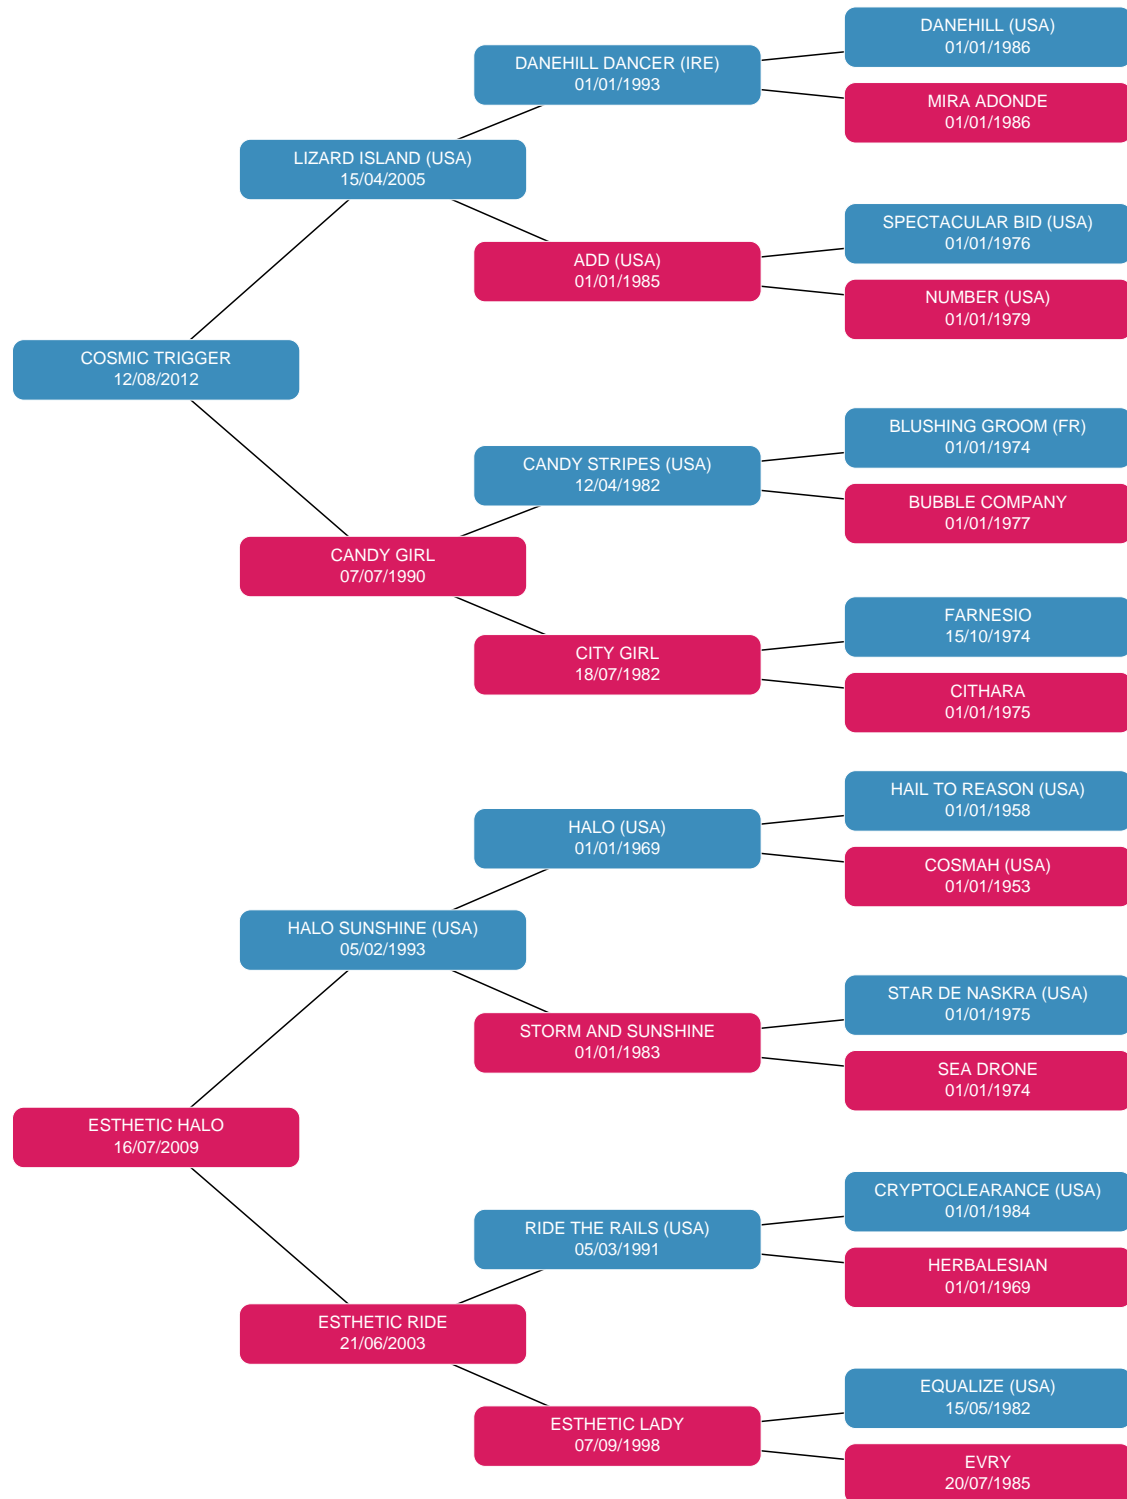 DANEHILL (USA)
01/01/1986
DANEHILL DANCER (IRE)
01/01/1993
MIRA ADONDE
01/01/1986
LIZARD ISLAND (USA)
15/04/2005
SPECTACULAR BID (USA)
01/01/1976
ADD (USA)
01/01/1985
NUMBER (USA)
01/01/1979
COSMIC TRIGGER
12/08/2012
BLUSHING GROOM (FR)
01/01/1974
CANDY STRIPES (USA)
12/04/1982
BUBBLE COMPANY
01/01/1977
CANDY GIRL
07/07/1990
FARNESIO
15/10/1974
CITY GIRL
18/07/1982
CITHARA
01/01/1975
HAIL TO REASON (USA)
01/01/1958
HALO (USA)
01/01/1969
COSMAH (USA)
01/01/1953
HALO SUNSHINE (USA)
05/02/1993
STAR DE NASKRA (USA)
01/01/1975
STORM AND SUNSHINE
01/01/1983
SEA DRONE
01/01/1974
ESTHETIC HALO
16/07/2009
CRYPTOCLEARANCE (USA)
01/01/1984
RIDE THE RAILS (USA)
05/03/1991
HERBALESIAN
01/01/1969
ESTHETIC RIDE
21/06/2003
EQUALIZE (USA)
15/05/1982
ESTHETIC LADY
07/09/1998
EVRY
20/07/1985